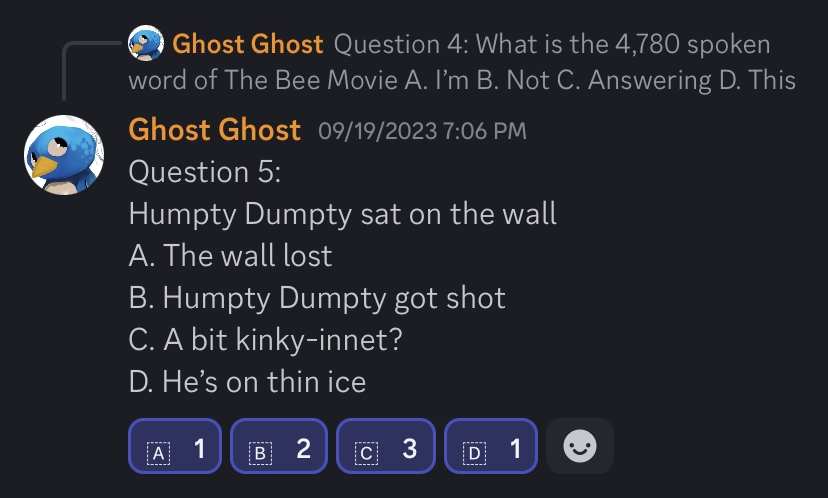 Ghost Ghost Question 4: What is the 4,780 spoken
word of The Bee Movie A. I’m B. Not C. Answering D. This
Ghost Ghost 09/19/2023 7:06 PM
Question 5:
Humpty Dumpty sat on the wall
A. The wall lost
B. Humpty Dumpty got shot
C. A bit kinky-innet?
D. He’s on thin ice
A 1 B 2 C 3 D 1